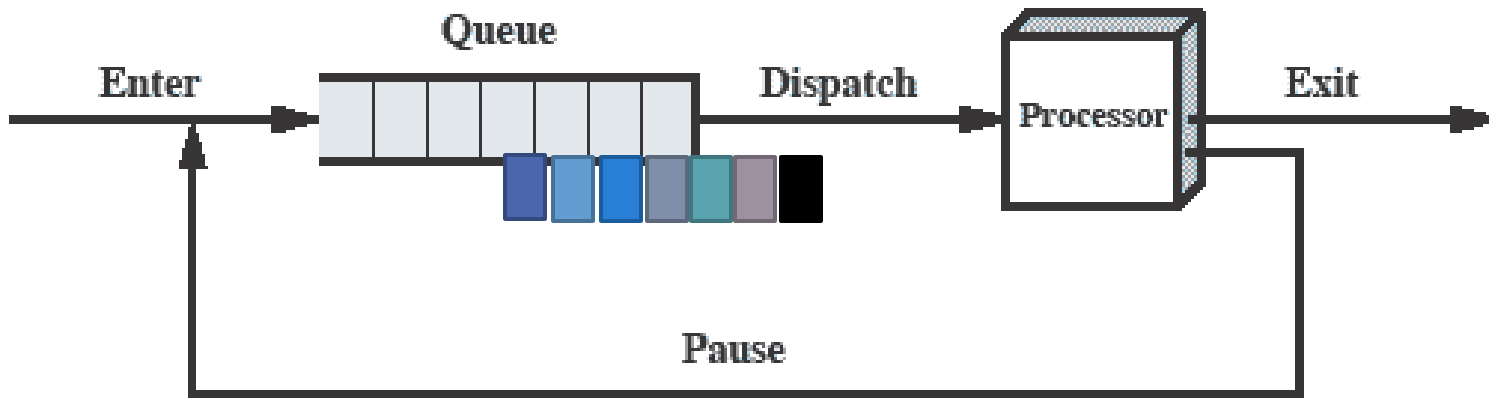 Queue
Enter
Dispatch
Exit
Processor
Pause